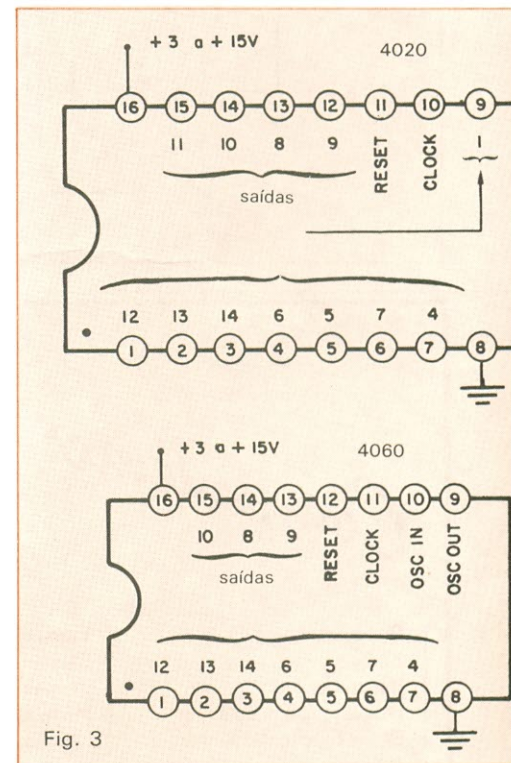 + 3 a + 15V 4020
16 15 14 13 12 11 10 9
11 10 8 9 RESET CLOCK 1
saídas
12 13 14 6 5 7 4
1 2 3 4 5 6 7 8
+ 3 a + 15V 4060
16 15 14 13 12 11 10 9
10 8 9 RESET CLOCK OSC IN OSC OUT
saídas
12 13 14 6 5 7 4
1 2 3 4 5 6 7 8
Fig. 3